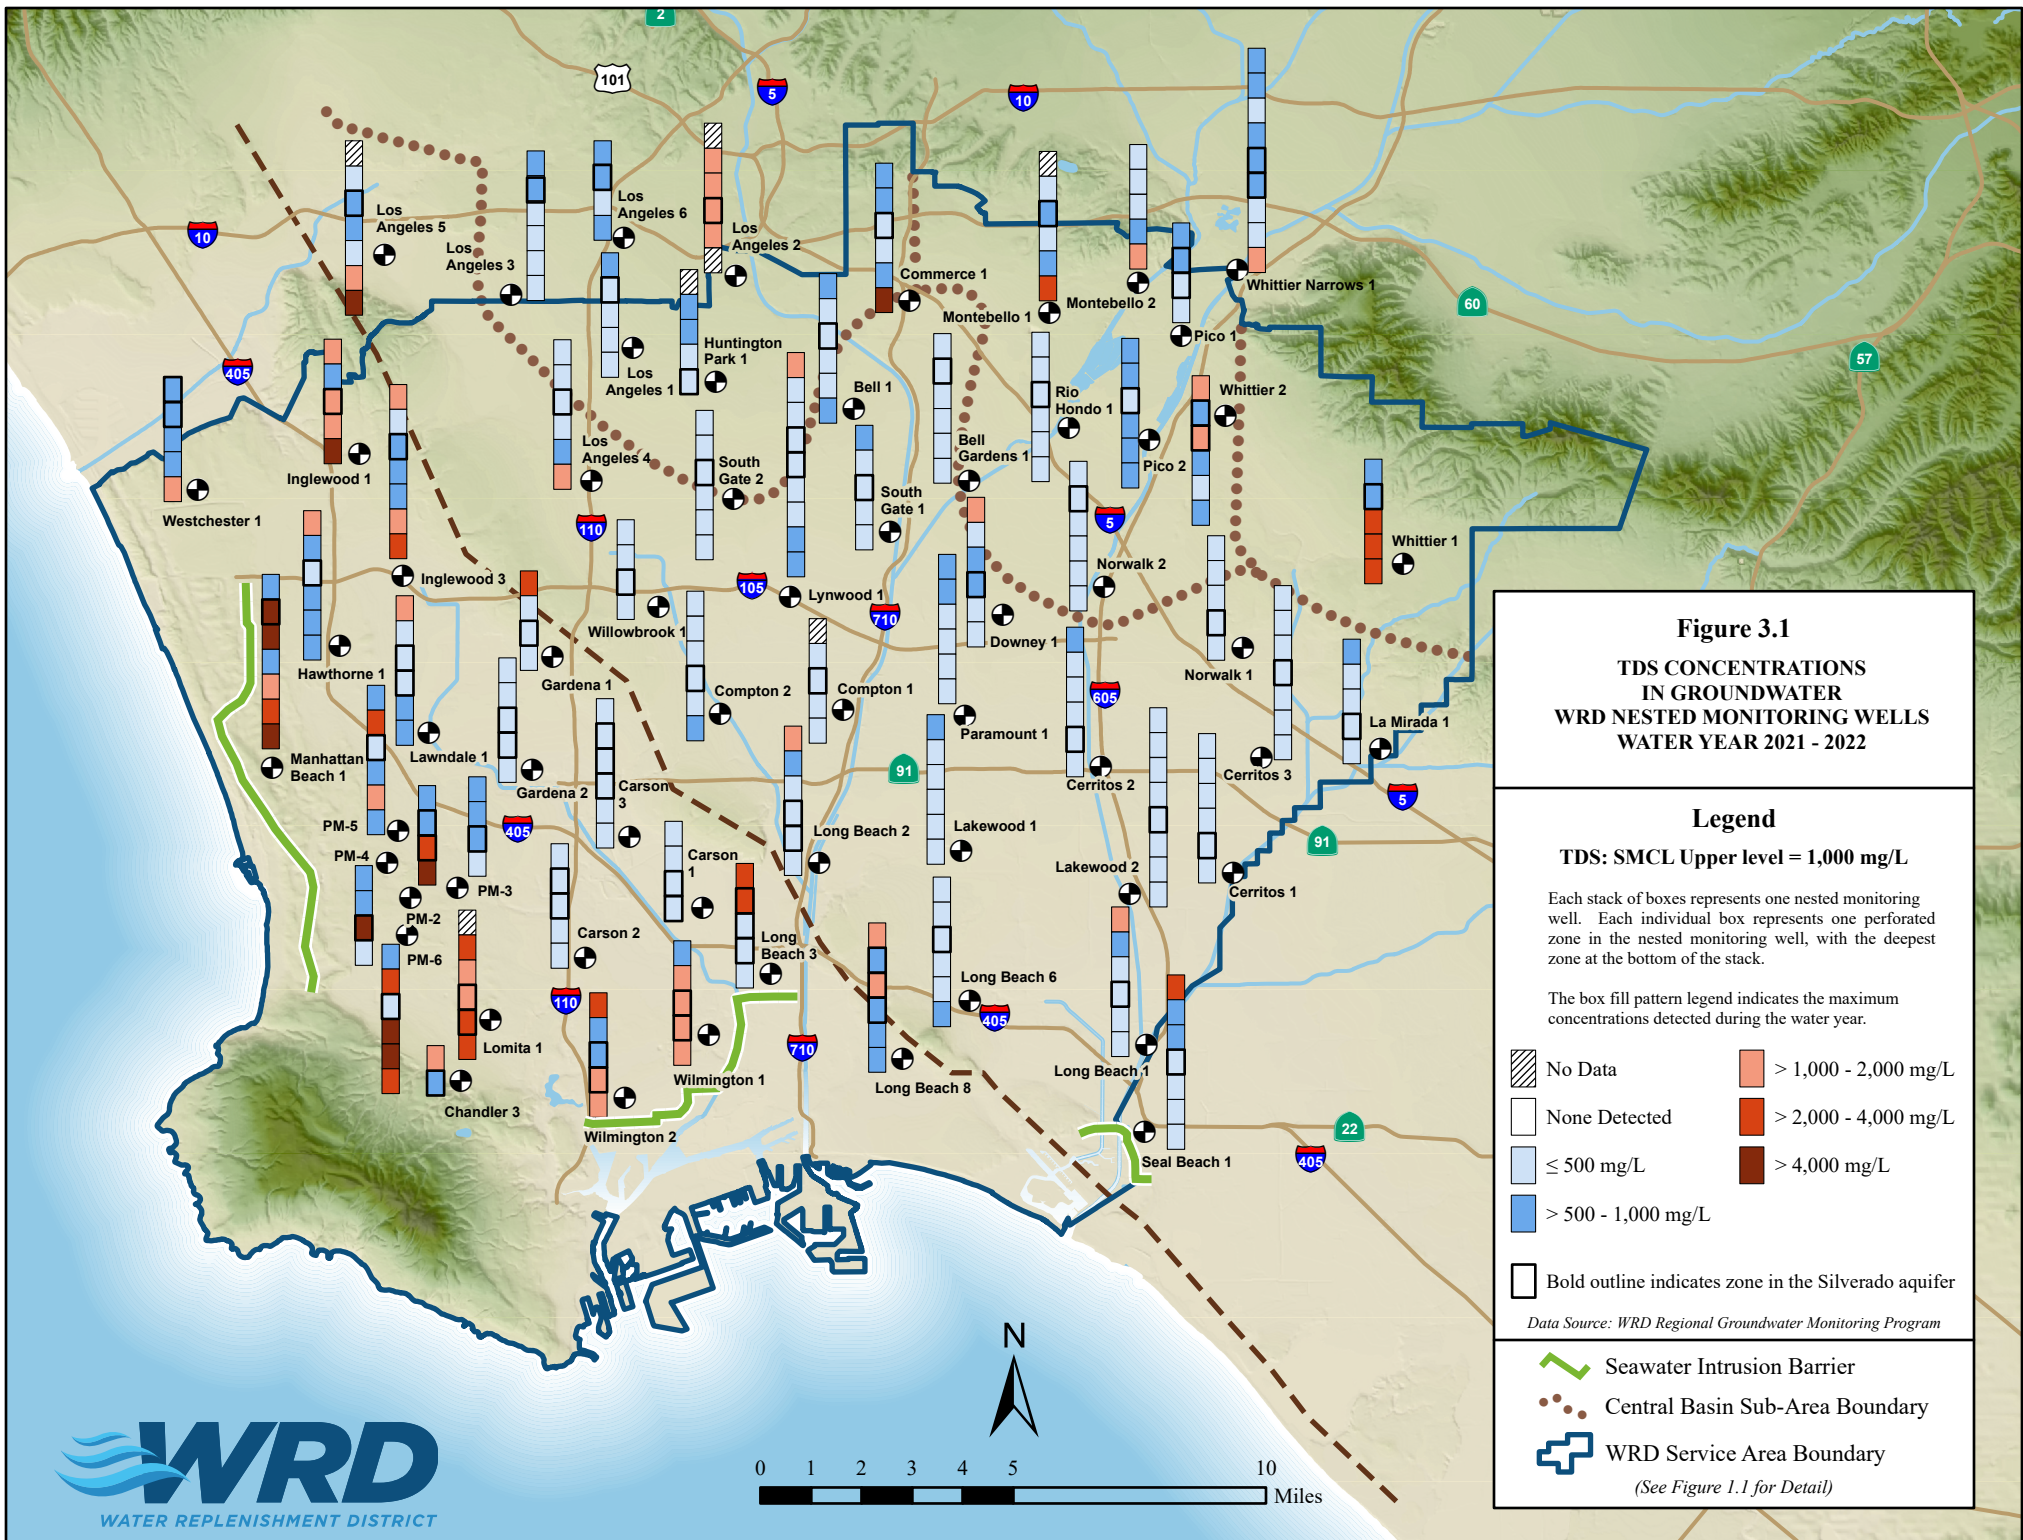 2
101
5
10
10
Los
Angeles 5
Los
Angeles 6
Los
Angeles 3
Los
Angeles 2
Commerce 1
Montebello 1
Montebello 2
Whittier Narrows 1
Pico 1
60
57
405
Huntington
Park 1
Los
Angeles 1
Bell 1
Rio
Hondo 1
Whittier 2
Inglewood 1
Westchester 1
Los
Angeles 4
South
Gate 2
South
Gate 1
Bell
Gardens 1
Pico 2
110
5
Norwalk 2
Whittier 1
Inglewood 3
105
Lynwood 1
710
Willowbrook 1
Downey 1
Hawthorne 1
Gardena 1
Compton 2
Compton 1
Norwalk 1
605
Paramount 1
La Mirada 1
Manhattan
Beach 1
Lawndale 1
Gardena 2
Carson
3
91
Cerritos 2
Cerritos 3
5
PM-5
405
Long Beach 2
Lakewood 1
91
PM-4
PM-3
Carson
1
Lakewood 2
Cerritos 1
PM-2
PM-6
Carson 2
Long
Beach 3
Long Beach 6
110
405
Lomita 1
710
Wilmington 1
Long Beach 8
Long Beach 1
Chandler 3
Wilmington 2
22
Seal Beach 1
405
Figure 3.1
TDS CONCENTRATIONS
IN GROUNDWATER
WRD NESTED MONITORING WELLS
WATER YEAR 2021 - 2022
Legend
TDS: SMCL Upper level = 1,000 mg/L
Each stack of boxes represents one nested monitoring
well. Each individual box represents one perforated
zone in the nested monitoring well, with the deepest
zone at the bottom of the stack.
The box fill pattern legend indicates the maximum
concentrations detected during the water year.
No Data
> 1,000 - 2,000 mg/L
None Detected
> 2,000 - 4,000 mg/L
≤ 500 mg/L
> 4,000 mg/L
> 500 - 1,000 mg/L
Bold outline indicates zone in the Silverado aquifer
Data Source: WRD Regional Groundwater Monitoring Program
Seawater Intrusion Barrier
Central Basin Sub-Area Boundary
WRD Service Area Boundary
(See Figure 1.1 for Detail)
N
0 1 2 3 4 5 10
Miles
WRD
WATER REPLENISHMENT DISTRICT